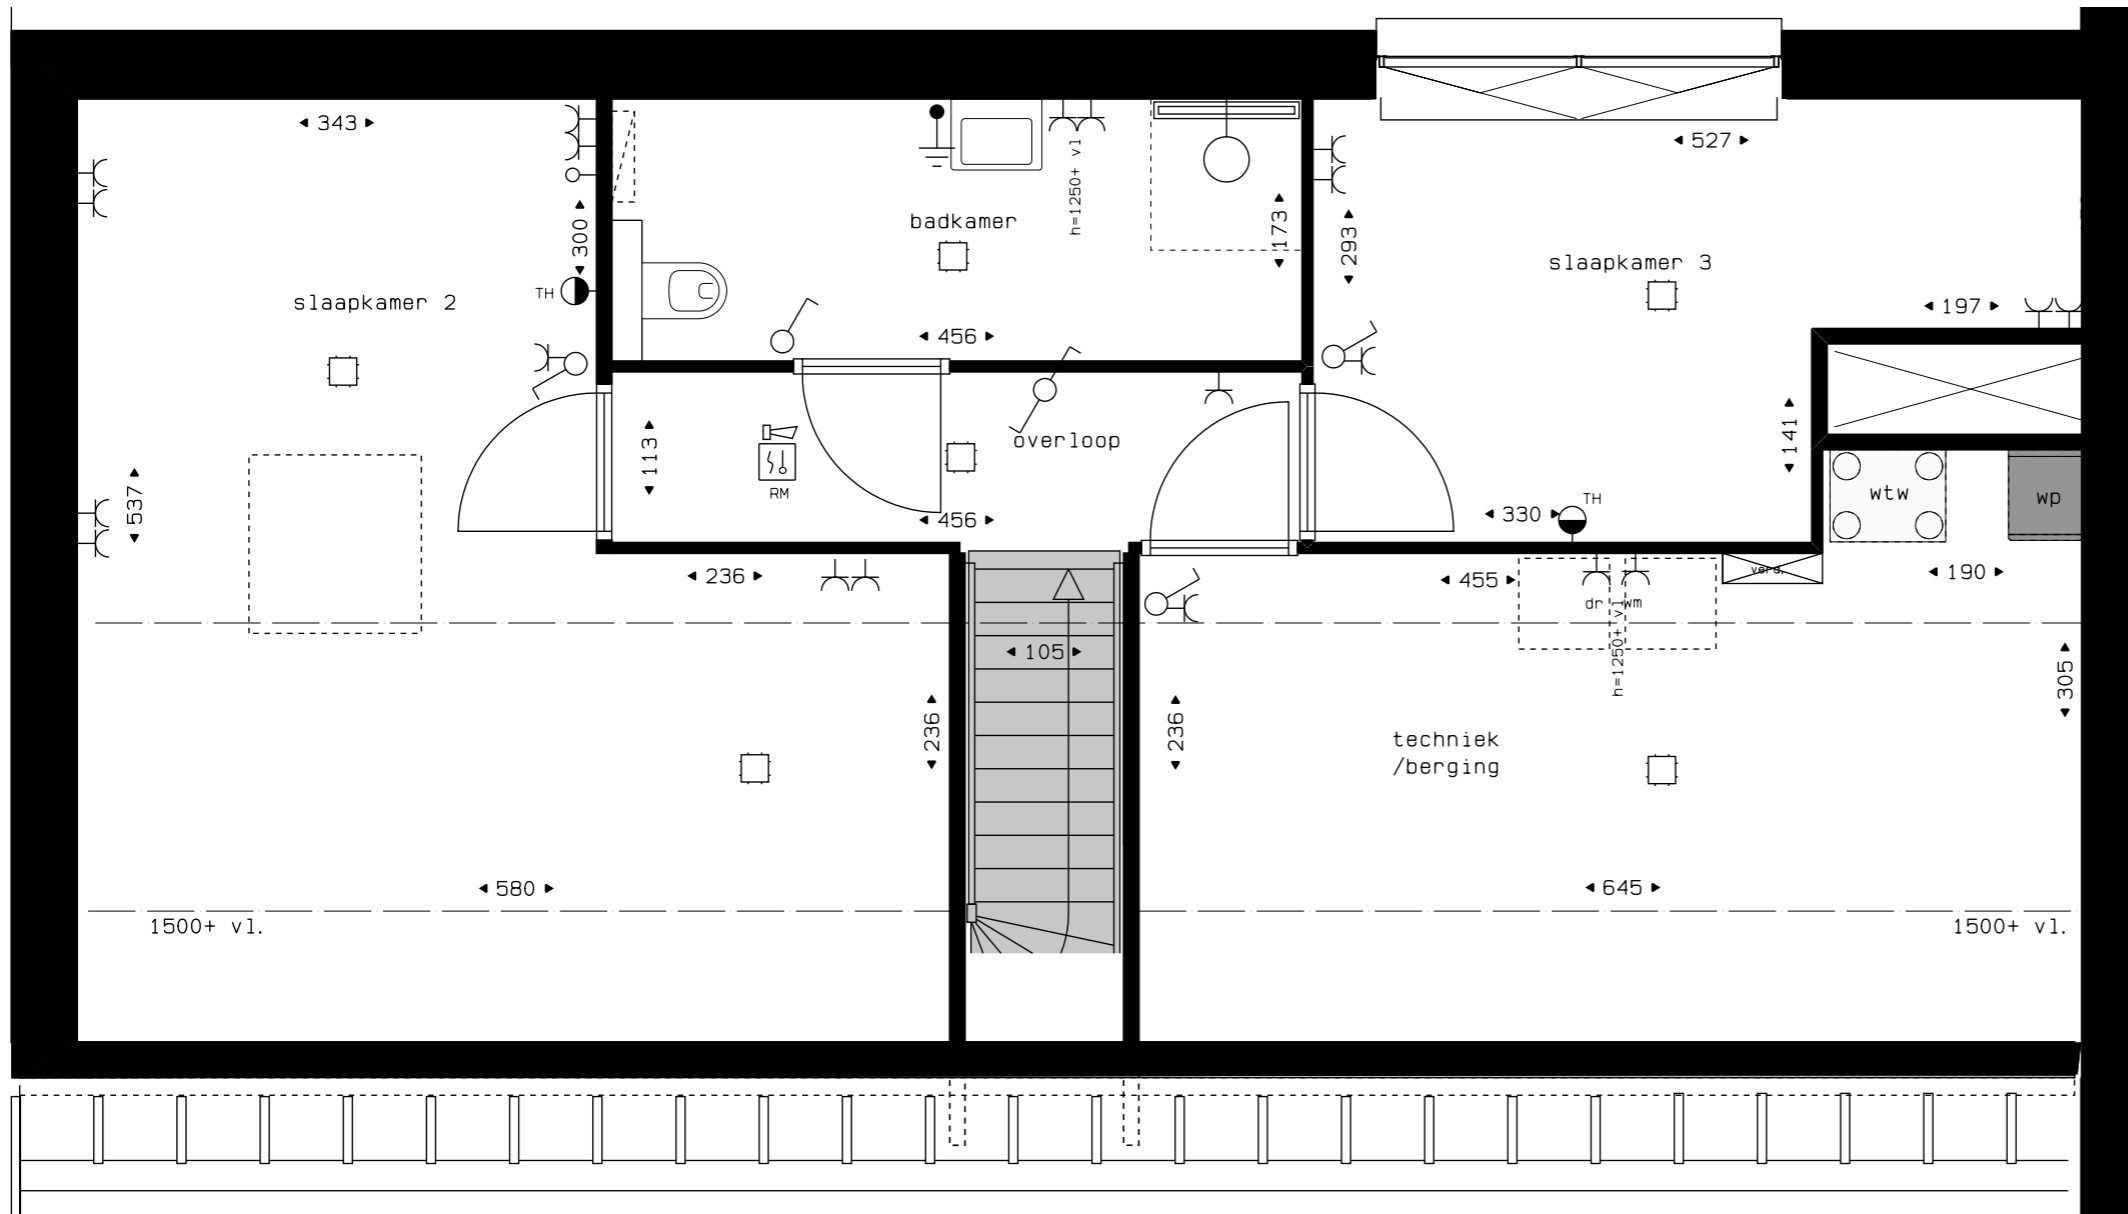 343
527
h=1250+ vl
badkamer
300
173
293
slaapkamer 3
TH
slaapkamer 2
197
456
113
overloop
141
RM
TH
wtw
wp
537
456
330
236
455
verd.
190
dr
wm
h=1250+ vl
105
305
236
236
techniek
/berging
580
645
1500+ vl.
1500+ vl.